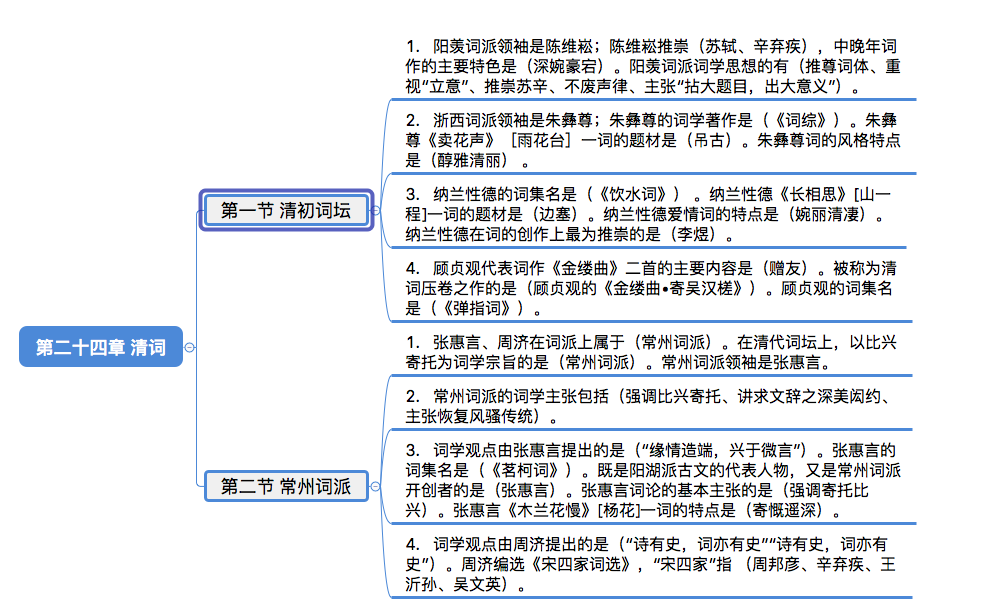 第二十四章 清词
第一节 清初词坛
1. 阳羡词派领袖是陈维崧；陈维崧推崇（苏轼、辛弃疾），中晚年词
作的主要特色是（深婉豪宕）。阳羡词派词学思想的有（推尊词体、重
视“立意”、推崇苏辛、不废声律、主张“拈大题目，出大意义”）。
2. 浙西词派领袖是朱彝尊；朱彝尊的词学著作是（《词综》）。朱彝
尊《卖花声》［雨花台］一词的题材是（吊古）。朱彝尊词的风格特点
是（醇雅清丽）。
3. 纳兰性德的词集名是（《饮水词》）。纳兰性德《长相思》[山一
程]一词的题材是（边塞）。纳兰性德爱情词的特点是（婉丽清凄）。
纳兰性德在词的创作上最为推崇的是（李煜）。
4. 顾贞观代表词作《金缕曲》二首的主要内容是（赠友）。被称为清
词压卷之作的是（顾贞观的《金缕曲•寄吴汉槎》）。顾贞观的词集名
是（《弹指词》）。
第二节 常州词派
1. 张惠言、周济在词派上属于（常州词派）。在清代词坛上，以比兴
寄托为词学宗旨的是（常州词派）。常州词派领袖是张惠言。
2. 常州词派的词学主张包括（强调比兴寄托、讲求文辞之深美闳约、
主张恢复风骚传统）。
3. 词学观点由张惠言提出的是（“缘情造端，兴于微言”）。张惠言的
词集名是（《茗柯词》）。既是阳湖派古文的代表人物，又是常州词派
开创者的是（张惠言）。张惠言词论的基本主张的是（强调寄托比
兴）。张惠言《木兰花慢》[杨花]一词的特点是（寄慨遥深）。
4. 词学观点由周济提出的是（“诗有史，词亦有史”“诗有史，词亦有
史”）。周济编选《宋四家词选》，“宋四家”指 （周邦彦、辛弃疾、王
沂孙、吴文英）。